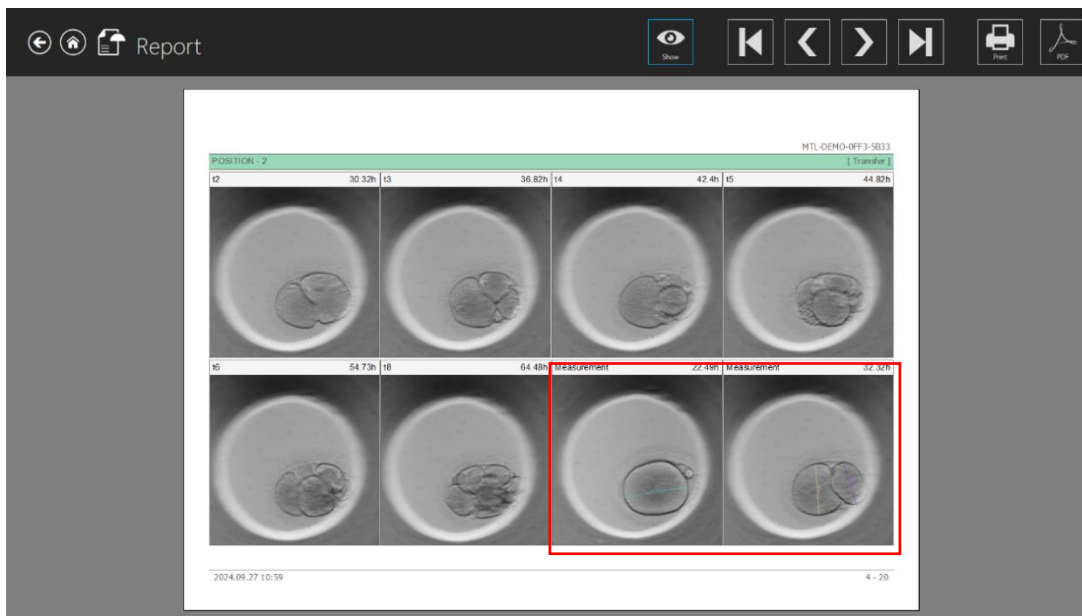 Report
Show
Print
PDF
MTL-DEMO-0FF3-5B33
POSITION - 2 [ Transfer ]
t2 30.32h t3 36.82h t4 42.4h t5 44.82h
t6 54.73h t8 64.48h Measurement 22.49h Measurement 32.32h
2024.09.27 10:59 4 - 20